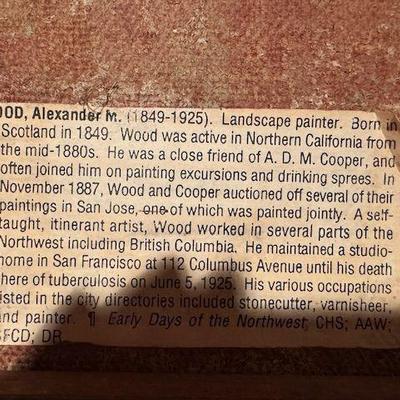 OOD, Alexander M. (1849-1925). Landscape painter. Born in
Scotland in 1849. Wood was active in Northern California from
the mid-1880s. He was a close friend of A. D. M. Cooper, and
often joined him on painting excursions and drinking sprees. In
November 1887, Wood and Cooper auctioned off several of their
paintings in San Jose, one of which was painted jointly. A self-
taught, itinerant artist, Wood worked in several parts of the
Northwest including British Columbia. He maintained a studio-
home in San Francisco at 112 Columbus Avenue until his death
here of tuberculosis on June 5, 1925. His various occupations
isted in the city directories included stonecutter, varnisheer,
and painter. ¶ Early Days of the Northwest; CHS; AAW;
SFCD; DR